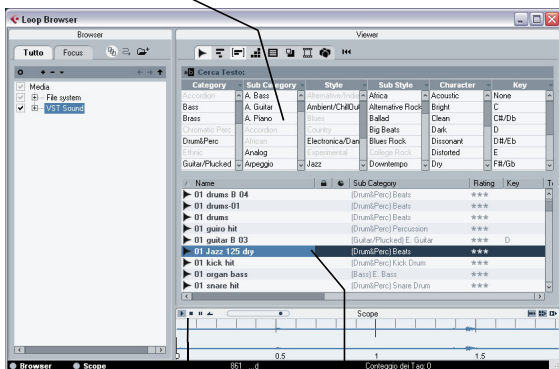 Loop Browser
Browser
Viewer
Tutto Focus
Cerca Testo:
Media
File system
VST Sound
Category Sub Category Style Sub Style Character Key
Accordion A. Bass Alternative/Indie Africa Acoustic None
Bass A. Guitar Ambient/ChillOut Alternative Rock Bright C
Brass A. Piano Blues Ballad Clean C#/Db
Chromatic Perc Accordion Country Big Beats Dark D
Drum&Perc African Electronica/Dan Blues Rock Dissonant D#/Eb
Ethnic Analog Experimental College Rock Distorted E
Guitar/Plucked Arpeggio Jazz Downtempo Dry F#/Gb
Name Sub Category Rating Key
01 drums B 04 (Drum&Perc) Beats ***
01 drums-01 (Drum&Perc) Beats ***
01 drums (Drum&Perc) Beats ***
01 guiro hit (Drum&Perc) Percussion ***
01 guitar B 03 (Guitar/Plucked) E. Guitar *** D
01 Jazz 125 dry (Drum&Perc) Beats ***
01 kick hit (Drum&Perc) Kick Drum ***
01 organ bass (Bass) E. Bass ***
01 snare hit (Drum&Perc) Snare Drum ***
Scope
0 0.5 1 1.5
Browser Scope 861 ...d Conteggio dei Tag: 0